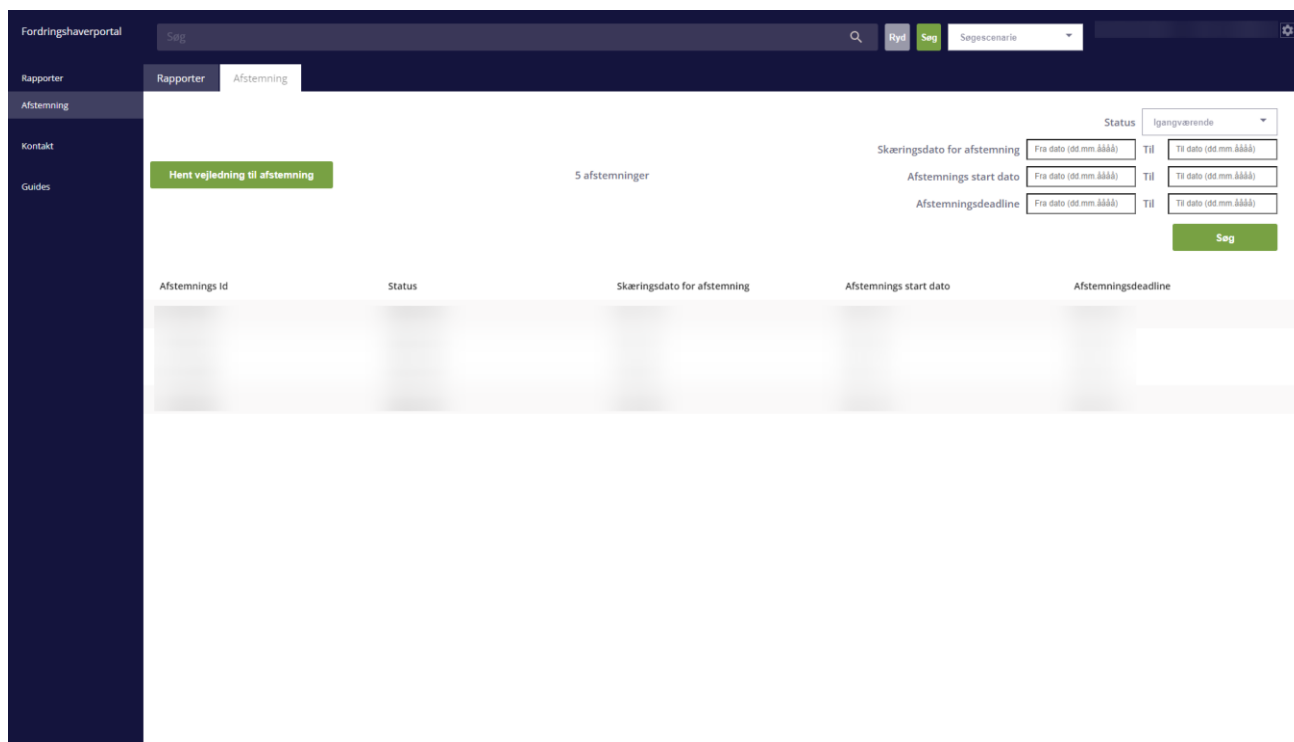 Fordringshaverportal
Søg
Ryd
Søg
Søgescenarie
Rapporter
Afstemning
Kontakt
Guides
Rapporter
Afstemning
Status
Igangværende
Skæringsdato for afstemning
Fra dato (dd.mm.åååå)
Til
Til dato (dd.mm.åååå)
Hent vejledning til afstemning
5 afstemninger
Afstemnings start dato
Fra dato (dd.mm.åååå)
Til
Til dato (dd.mm.åååå)
Afstemningsdeadline
Fra dato (dd.mm.åååå)
Til
Til dato (dd.mm.åååå)
Søg
Afstemnings Id
Status
Skæringsdato for afstemning
Afstemnings start dato
Afstemningsdeadline